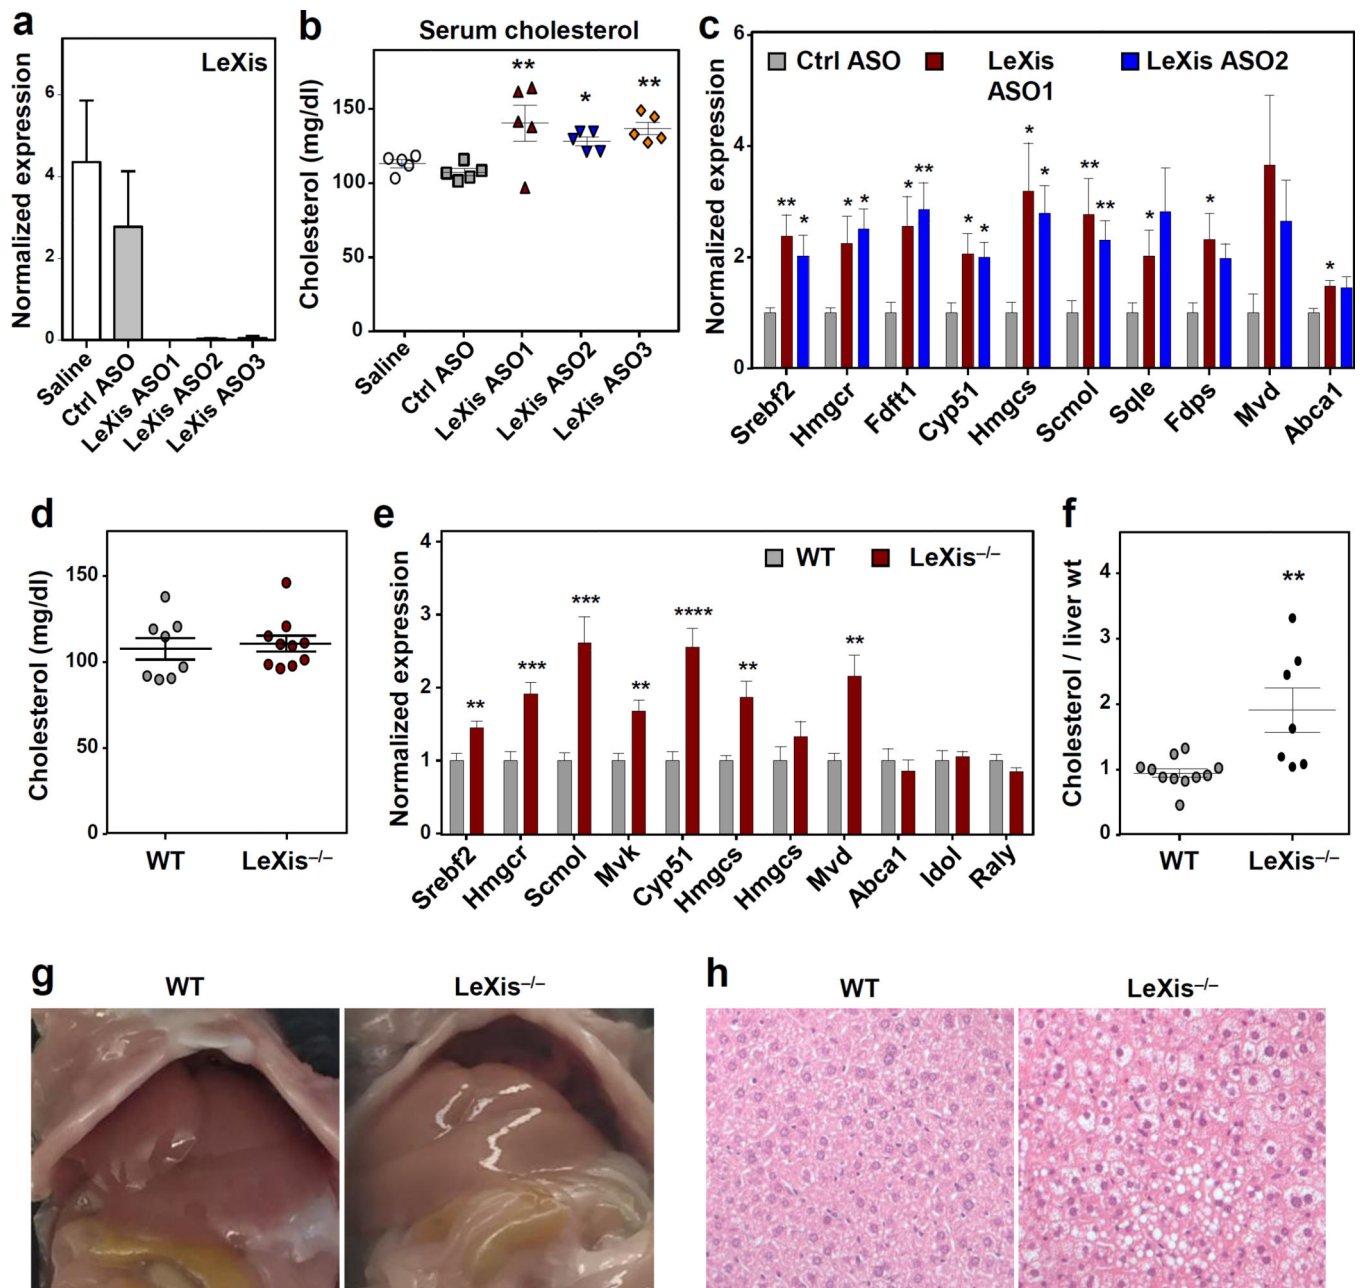 a
LeXis
Normalized expression
6
4
2
0
Saline
Ctrl ASO
LeXis ASO1
LeXis ASO2
LeXis ASO3
b
Serum cholesterol
Cholesterol (mg/dl)
150
100
50
0
**
*
**
Saline
Ctrl ASO
LeXis ASO1
LeXis ASO2
LeXis ASO3
c
Ctrl ASO
LeXis
ASO1
LeXis ASO2
Normalized expression
6
4
2
0
** * * * * ** * * * * ** ** * * *
Srebf2
Hmgcr
Fdft1
Cyp51
Hmgcs
Scmol
Sqle
Fdps
Mvd
Abca1
d
Cholesterol (mg/dl)
150
100
50
0
WT
LeXis–/–
e
WT
LeXis–/–
Normalized expression
4
3
2
1
0
** *** *** ** **** ** **
Srebf2
Hmgcr
Scmol
Mvk
Cyp51
Hmgcs
Hmgcs
Mvd
Abca1
Idol
Raly
f
Cholesterol / liver wt
4
3
2
1
0
**
WT
LeXis–/–
g
WT
LeXis–/–
h
WT
LeXis–/–